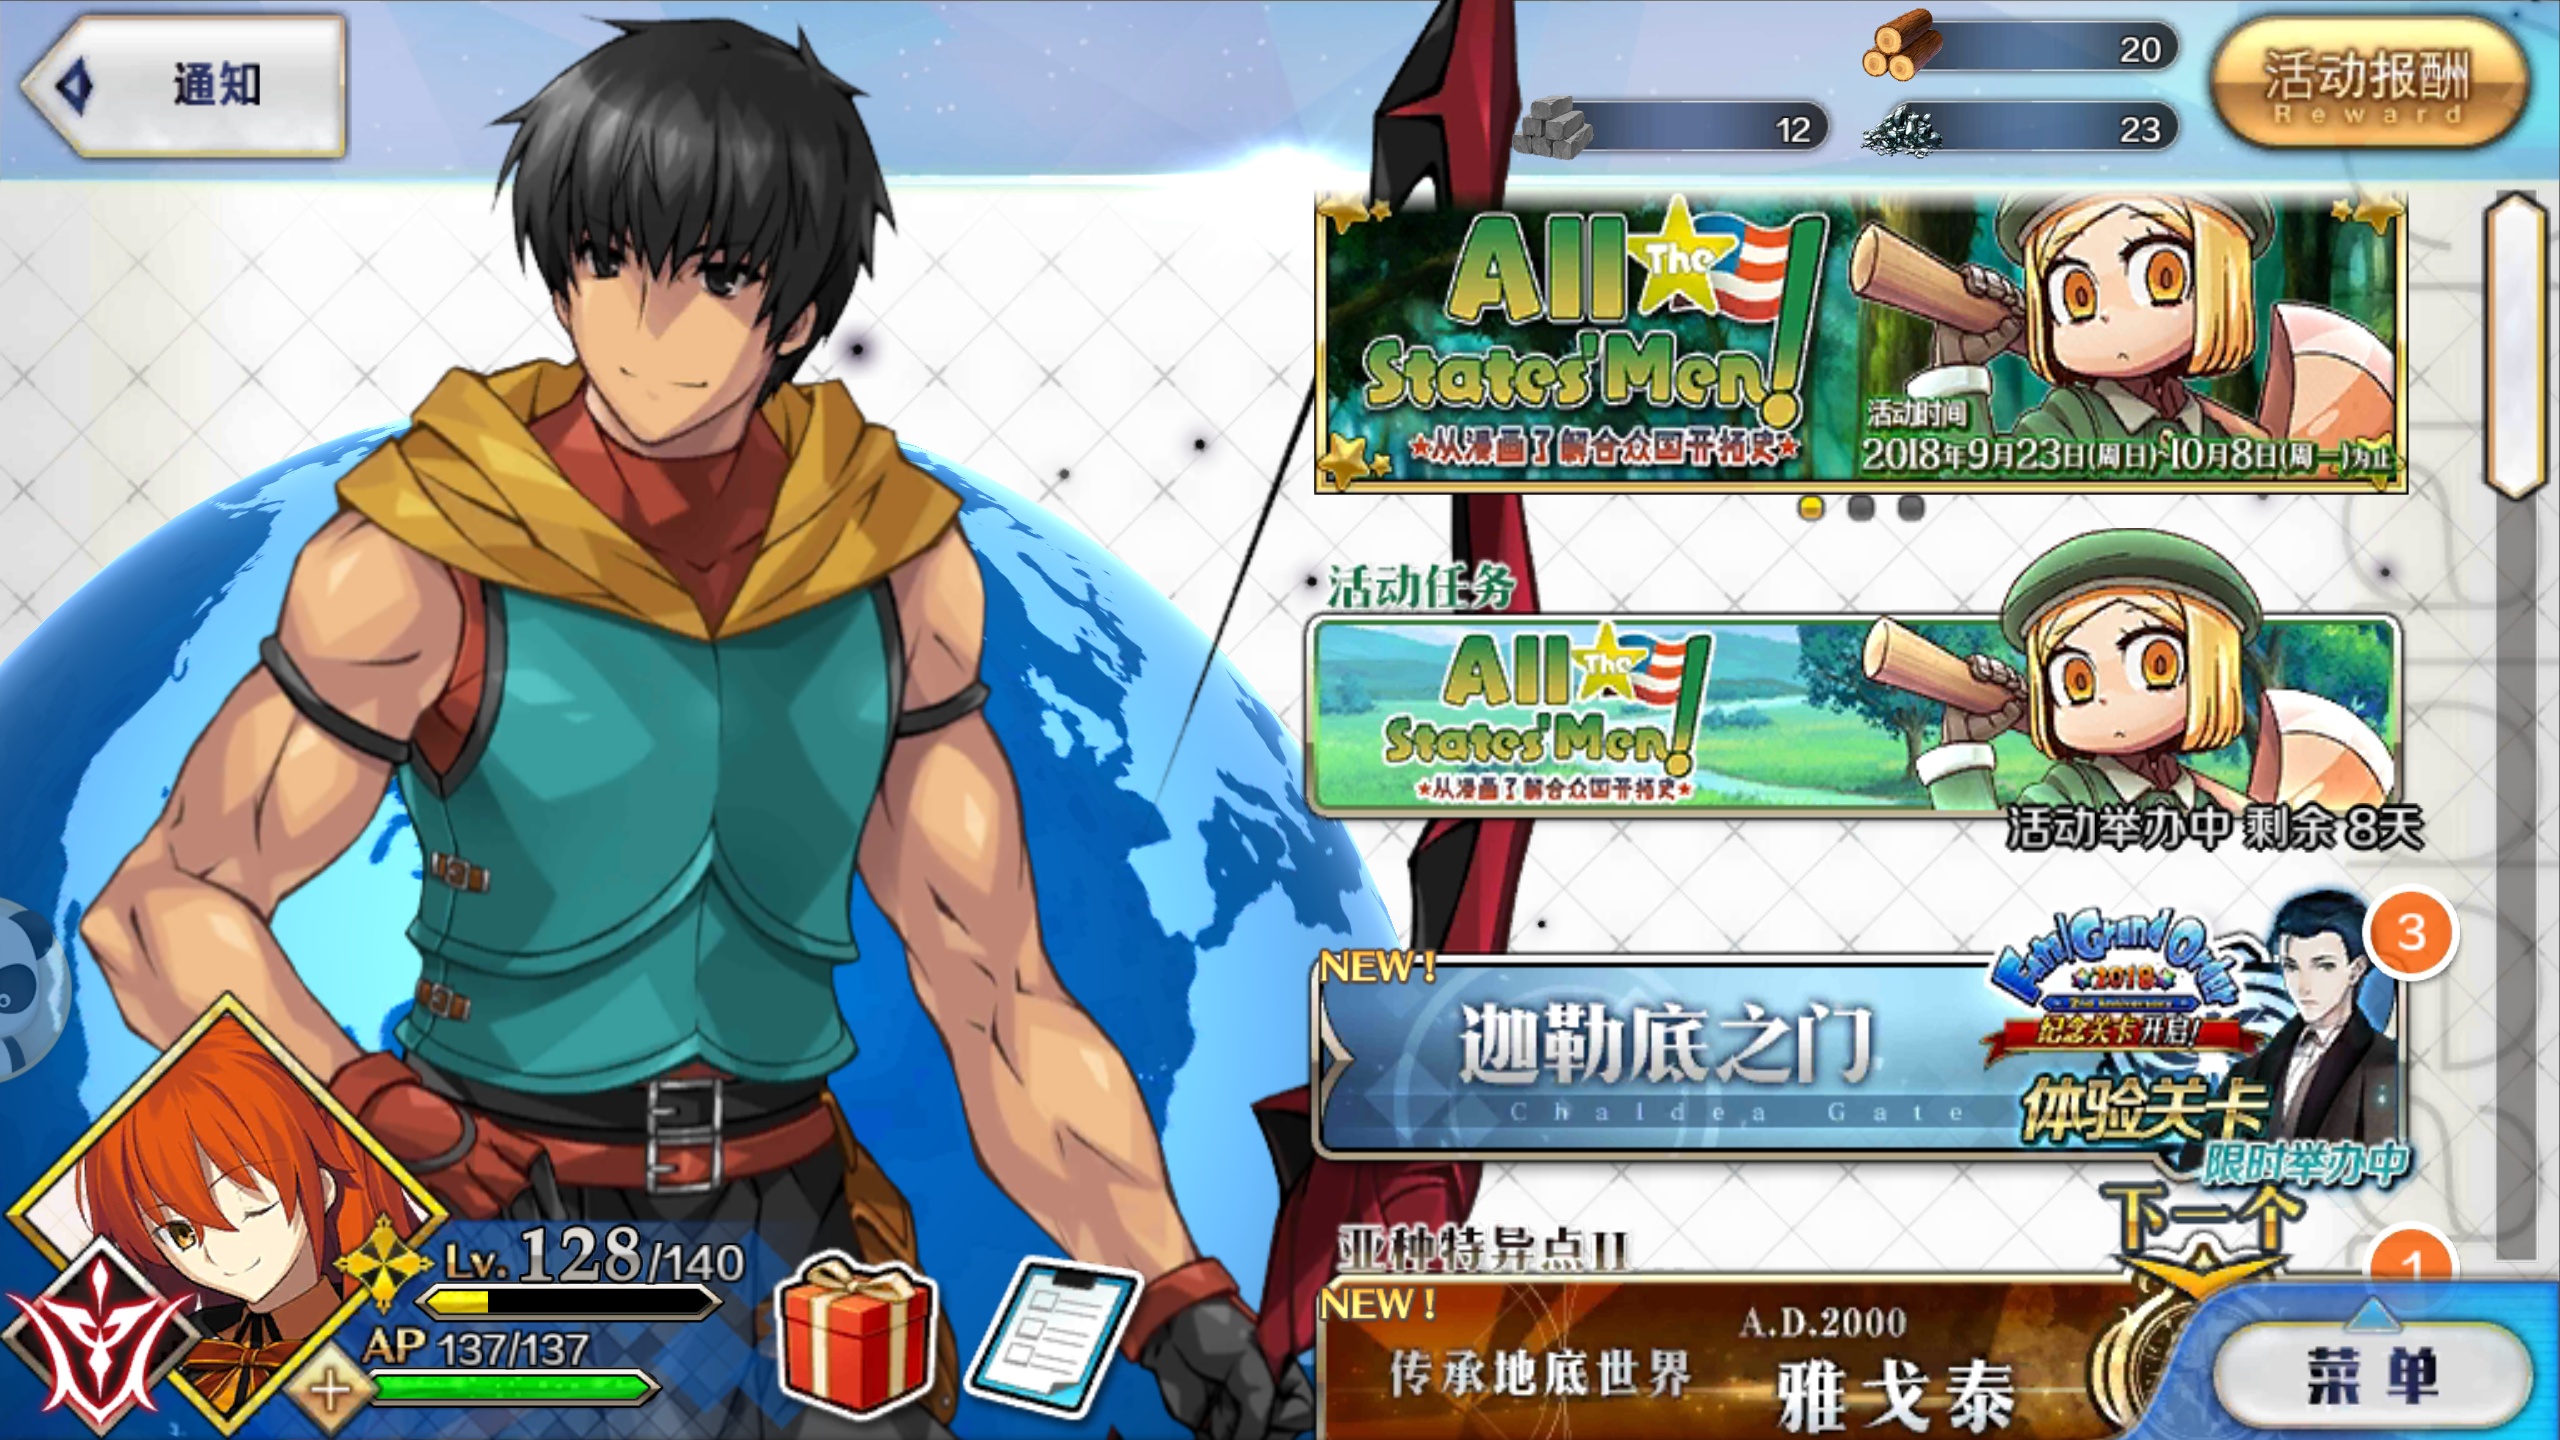 通知
20
12
23
活动报酬
Reward
All The
States' Men!
★从漫画了解合众国开拓史★
活动时间
2018年9月23日(周日)~10月8日(周一)为止
活动任务
All The
States' Men!
★从漫画了解合众国开拓史★
活动举办中 剩余 8天
NEW!
迦勒底之门
Chaldea Gate
Fate/Grand Order
2018
2nd Anniversary
纪念关卡开启!
体验关卡
限时举办中
3
下一个
亚种特异点II
1
NEW!
A.D.2000
传承地底世界 雅戈泰
Lv. 128/140
AP 137/137
菜单